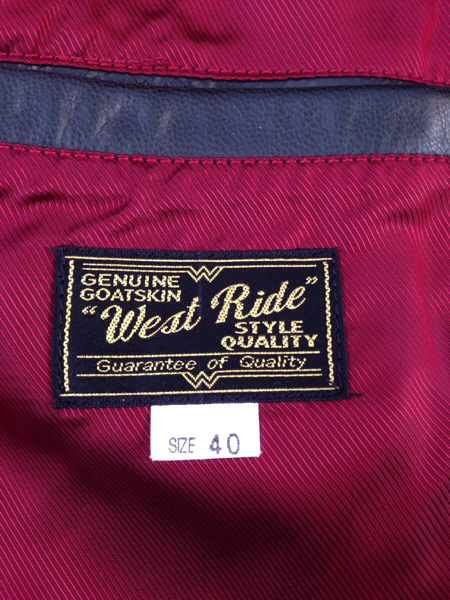 GENUINE
GOATSKIN
"West Ride"
STYLE
QUALITY
Guarantee of Quality
SIZE 40